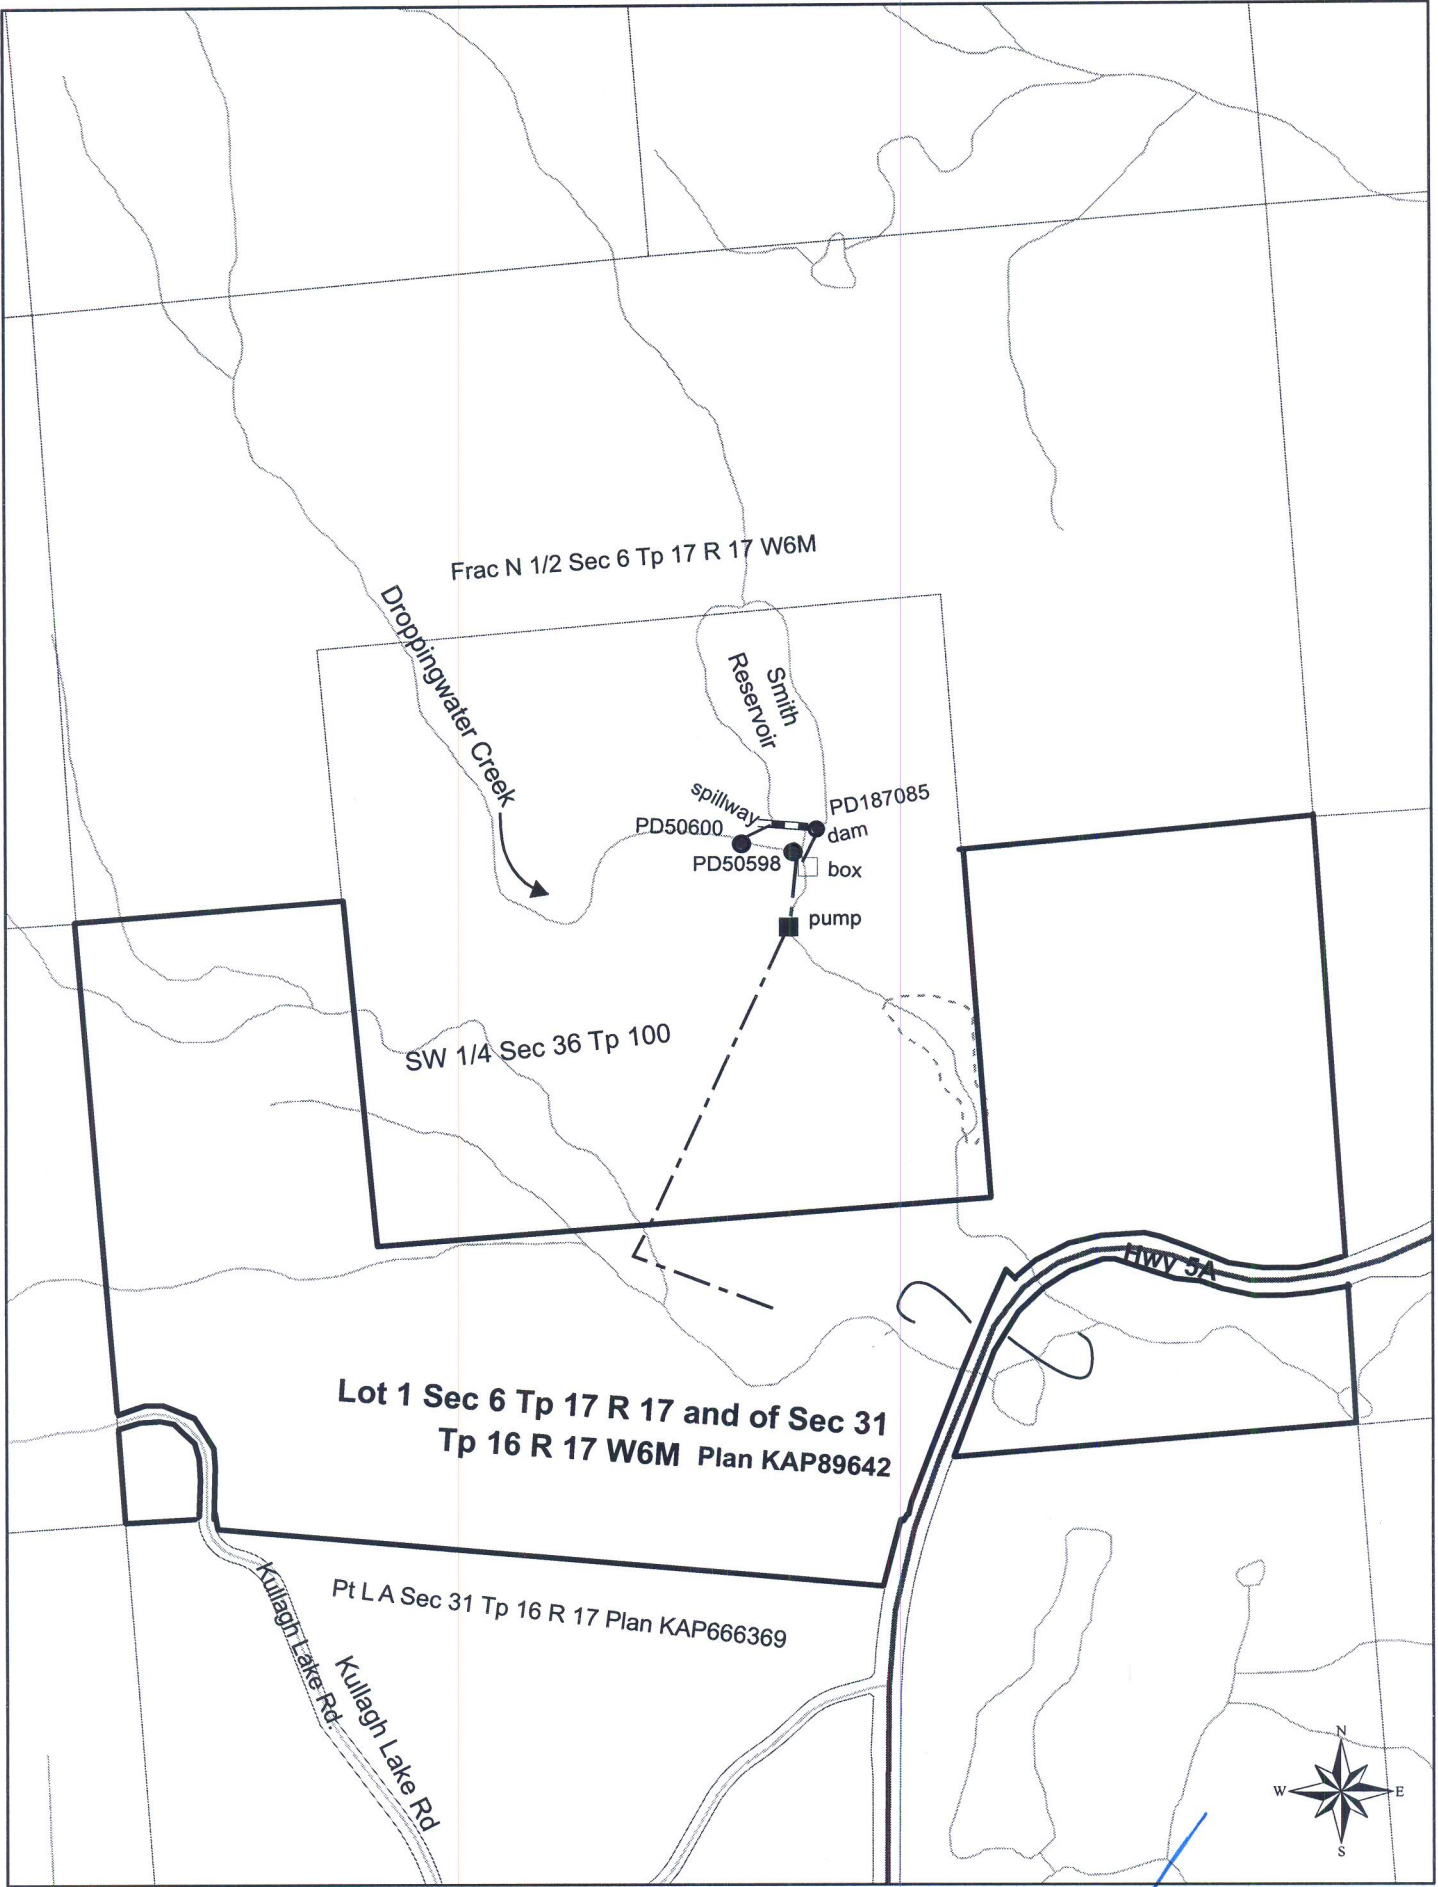 Frac N 1/2 Sec 6 Tp 17 R 17 W6M
Droppingwater Creek
Smith
Reservoir
spillway
PD187085
PD50600
dam
PD50598
box
pump
SW 1/4 Sec 36 Tp 100
Hwy 5A
Lot 1 Sec 6 Tp 17 R 17 and of Sec 31
Tp 16 R 17 W6M Plan KAP89642
Pt L A Sec 31 Tp 16 R 17 Plan KAP666369
Kullagh Lake Rd.
Kullagh Lake Rd
N
W
E
S